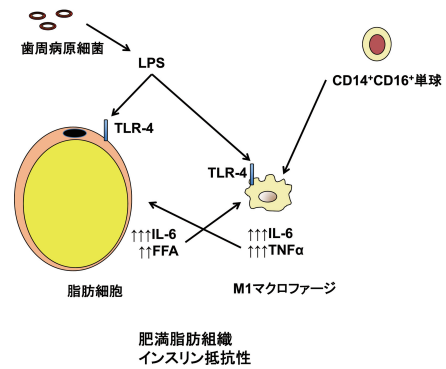 歯周病原細菌
LPS
CD14⁺CD16⁺単球
TLR-4
TLR-4
↑↑↑IL-6
↑↑FFA
↑↑↑IL-6
↑↑↑TNFα
脂肪細胞
M1マクロファージ
肥満脂肪組織
インスリン抵抗性